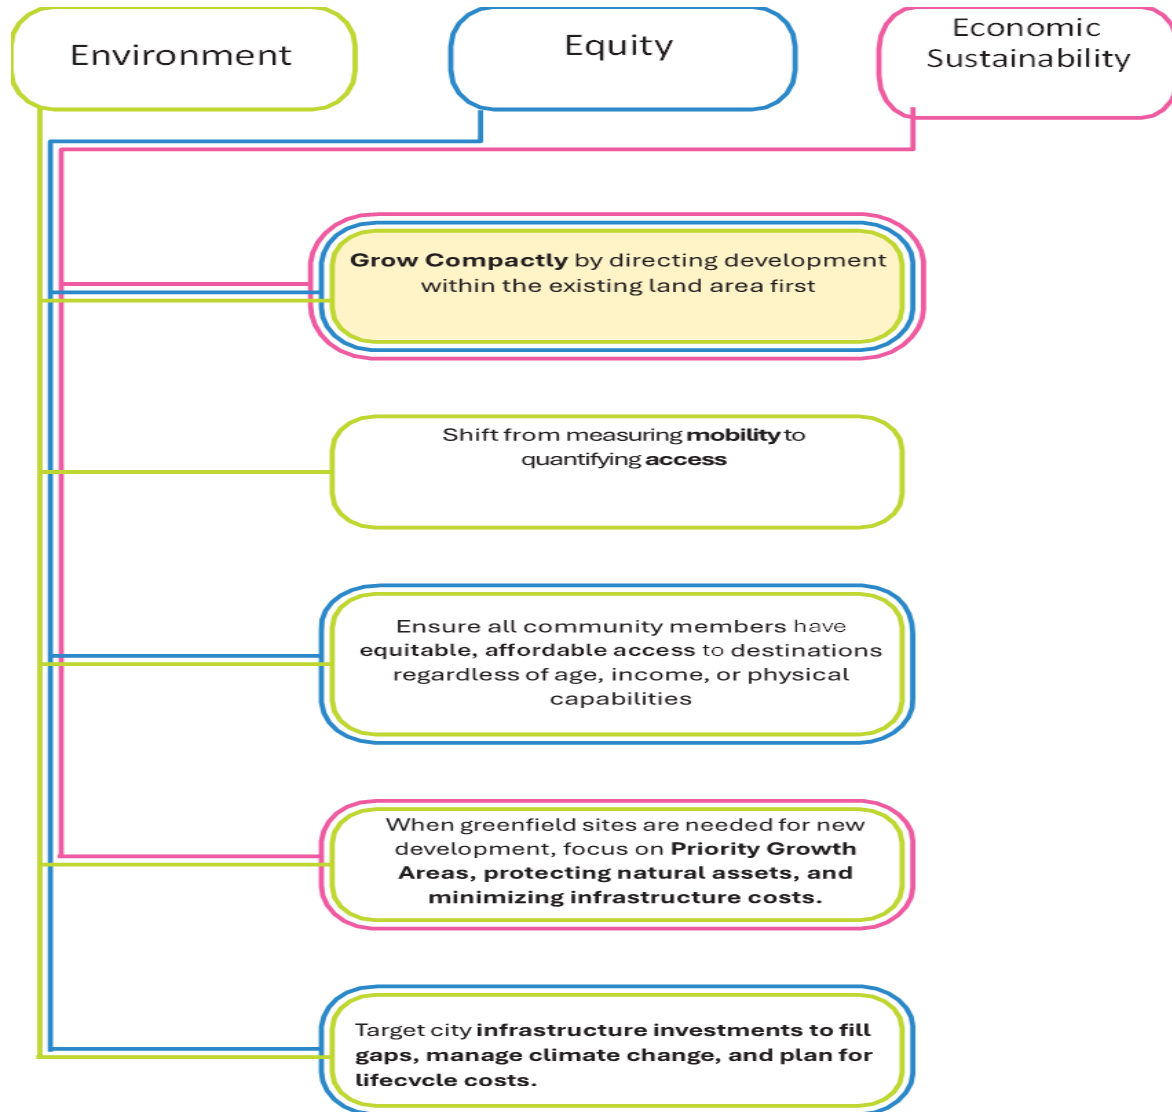 Environment
Equity
Economic
Sustainability
Grow Compactly by directing development
within the existing land area first
Shift from measuring mobility to
quantifying access
Ensure all community members have
equitable, affordable access to destinations
regardless of age, income, or physical
capabilities
When greenfield sites are needed for new
development, focus on Priority Growth
Areas, protecting natural assets, and
minimizing infrastructure costs.
Target city infrastructure investments to fill
gaps, manage climate change, and plan for
lifecycle costs.